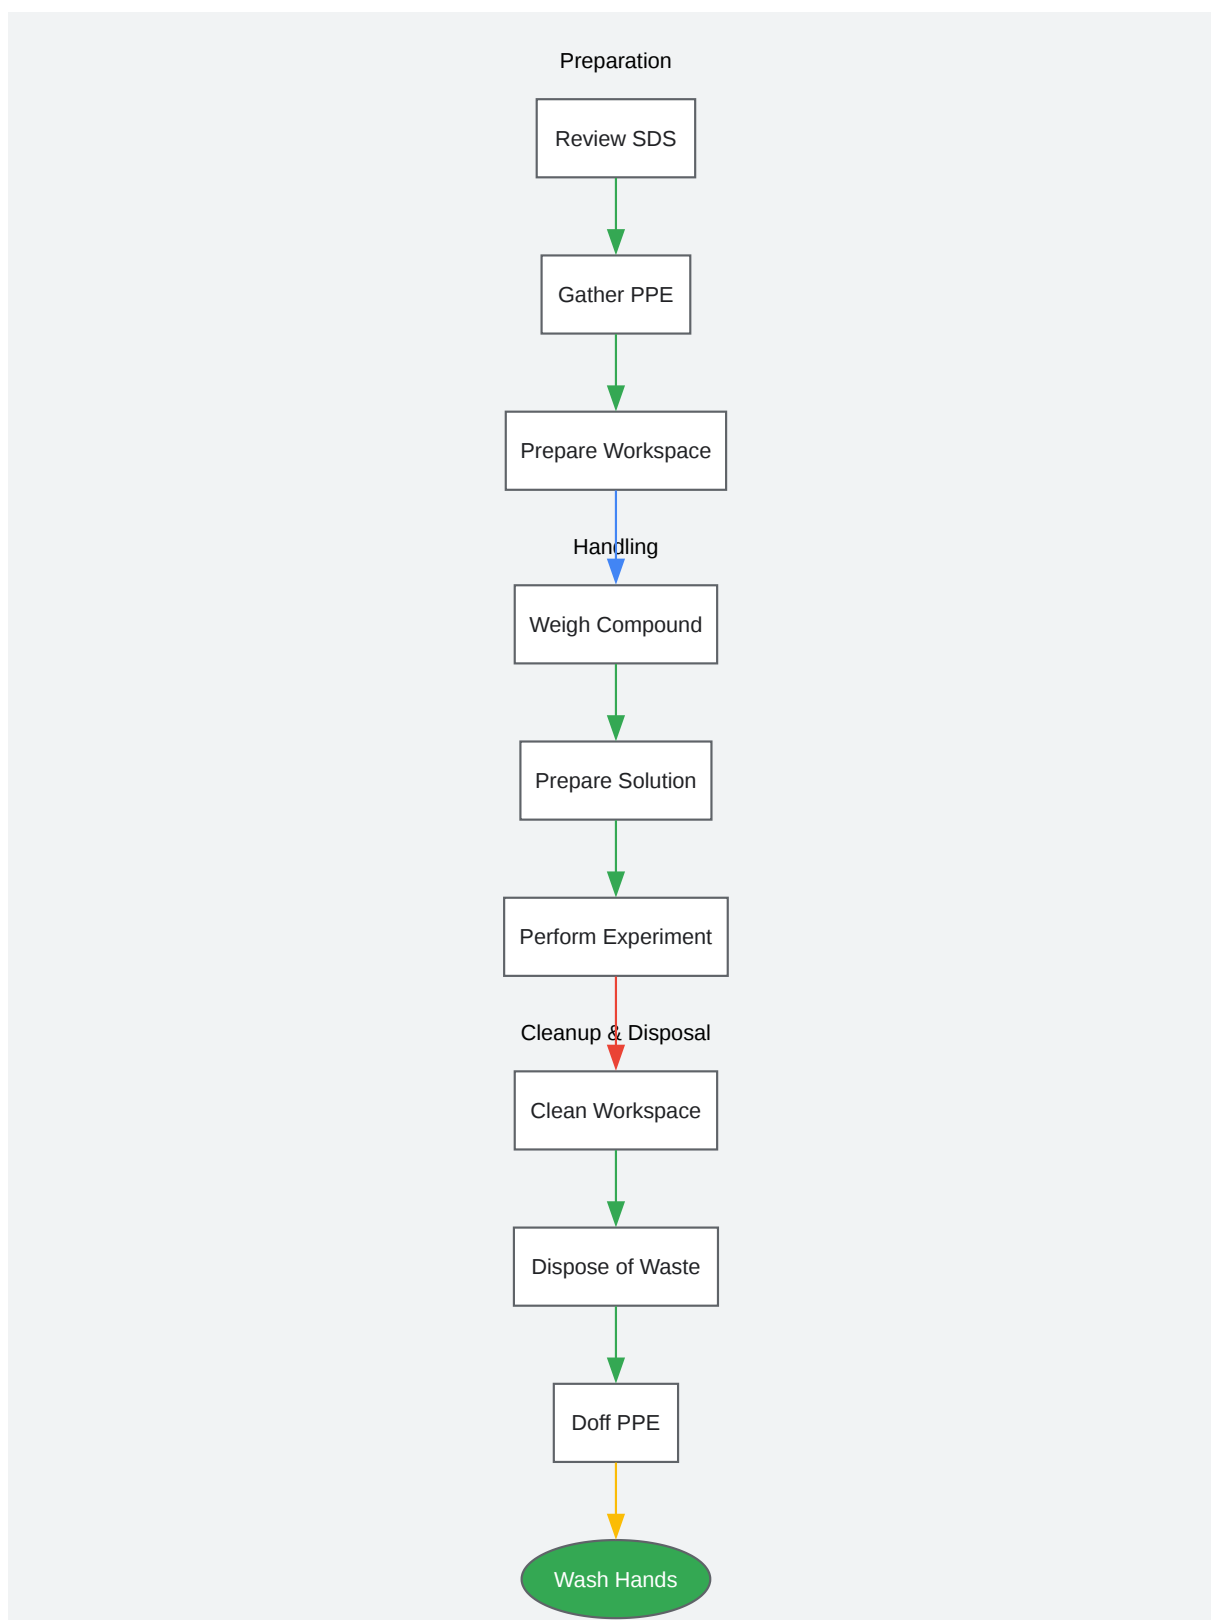 Preparation
Review SDS
Gather PPE
Prepare Workspace
Handling
Weigh Compound
Prepare Solution
Perform Experiment
Cleanup & Disposal
Clean Workspace
Dispose of Waste
Doff PPE
Wash Hands